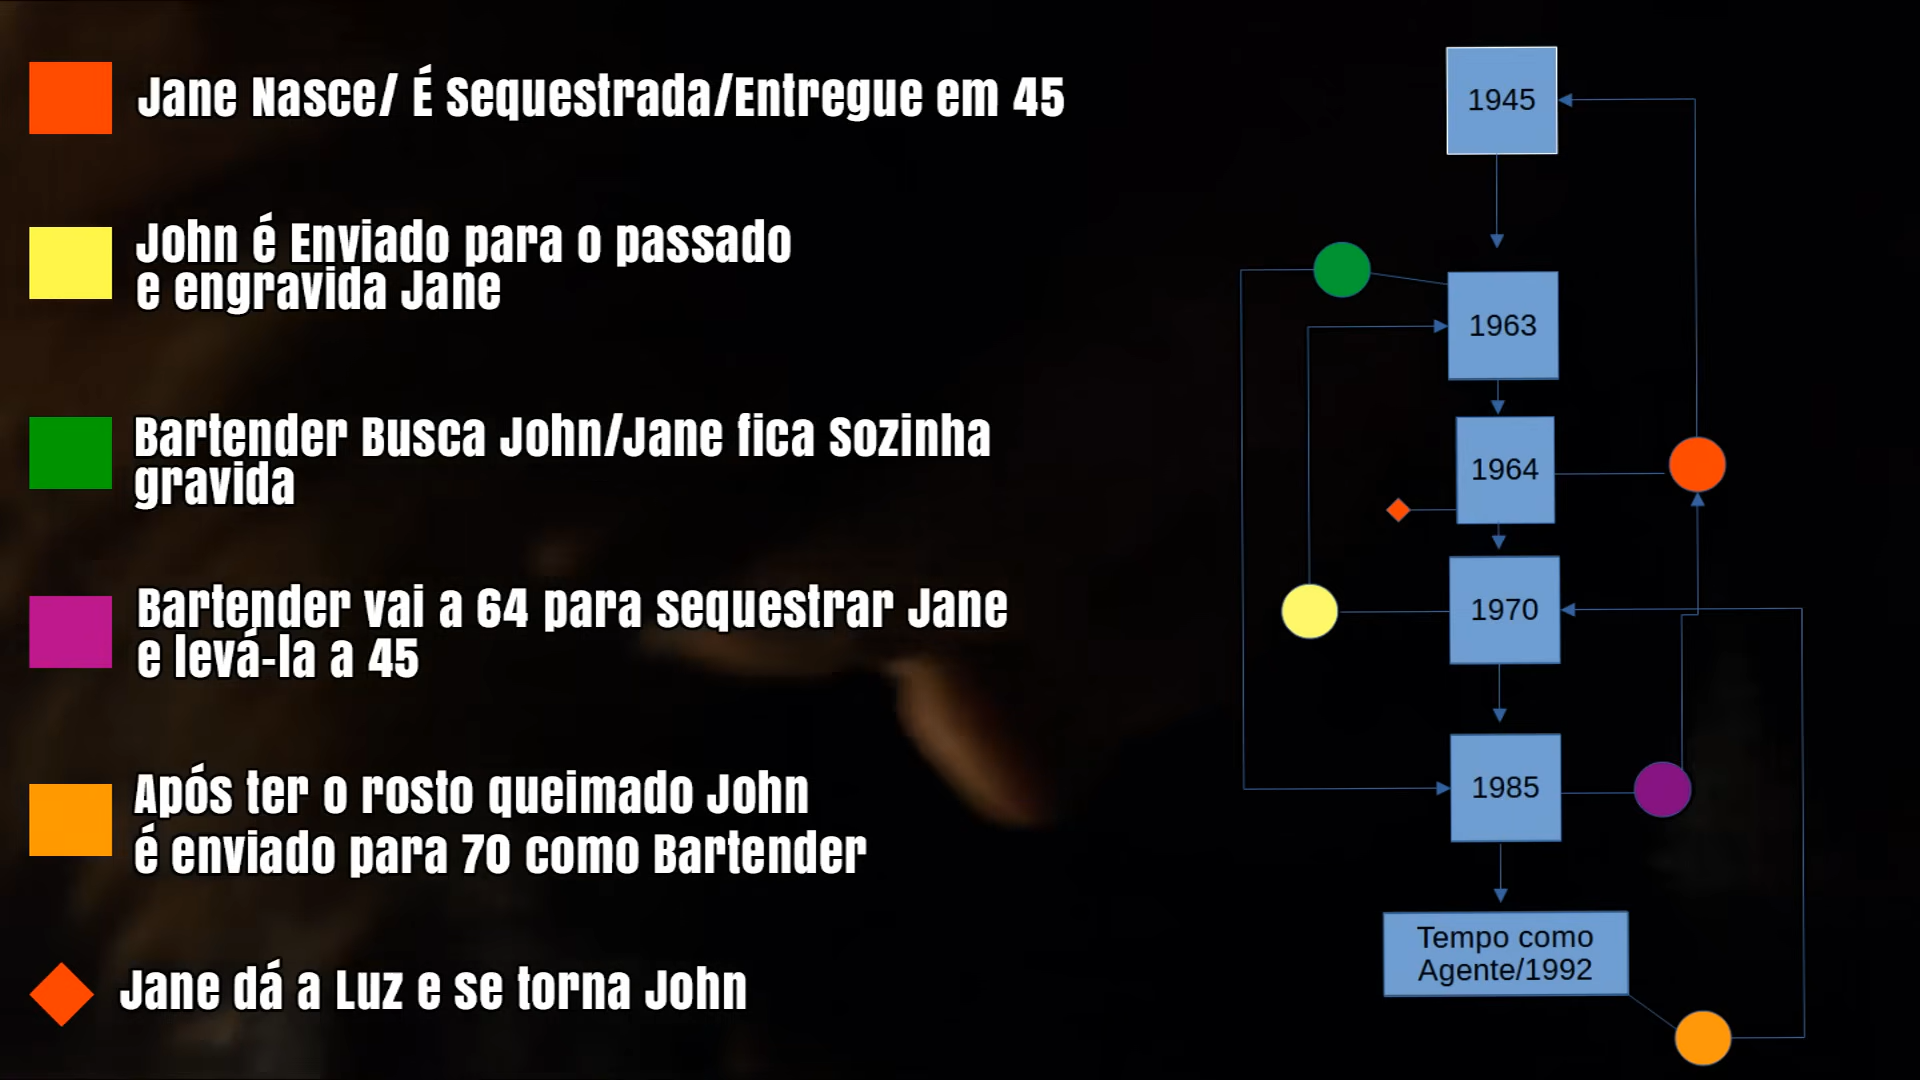 Jane Nasce/ É Sequestrada/Entregue em 45
John é Enviado para o passado
e engravida Jane
Bartender Busca John/Jane fica Sozinha
gravida
Bartender vai a 64 para sequestrar Jane
e levá-la a 45
Após ter o rosto queimado John
é enviado para 70 como Bartender
Jane dá a Luz e se torna John
1945
1963
1964
1970
1985
Tempo como
Agente/1992